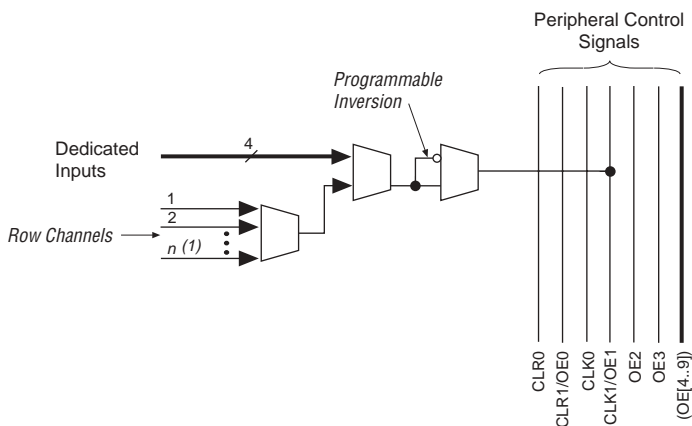 Peripheral Control
Signals
Programmable
Inversion
Dedicated
Inputs
4
1
2
Row Channels
n (1)
CLR0
CLR1/OE0
CLK0
CLK1/OE1
OE2
OE3
(OE[4..9])